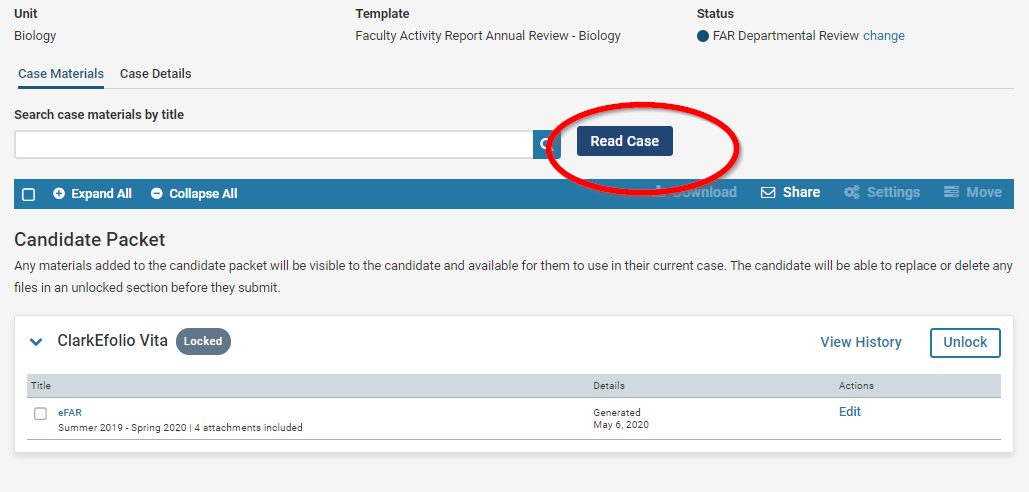 Unit Template Status
Biology Faculty Activity Report Annual Review - Biology FAR Departmental Review change
Case Materials Case Details
Search case materials by title
Read Case
Expand All Collapse All Download Share Settings Move
Candidate Packet
Any materials added to the candidate packet will be visible to the candidate and available for them to use in their current case. The candidate will be able to replace or delete any
files in an unlocked section before they submit.
ClarkEfolio Vita Locked View History Unlock
Title Details Actions
eFAR Generated Edit
Summer 2019 - Spring 2020 | 4 attachments included May 6, 2020